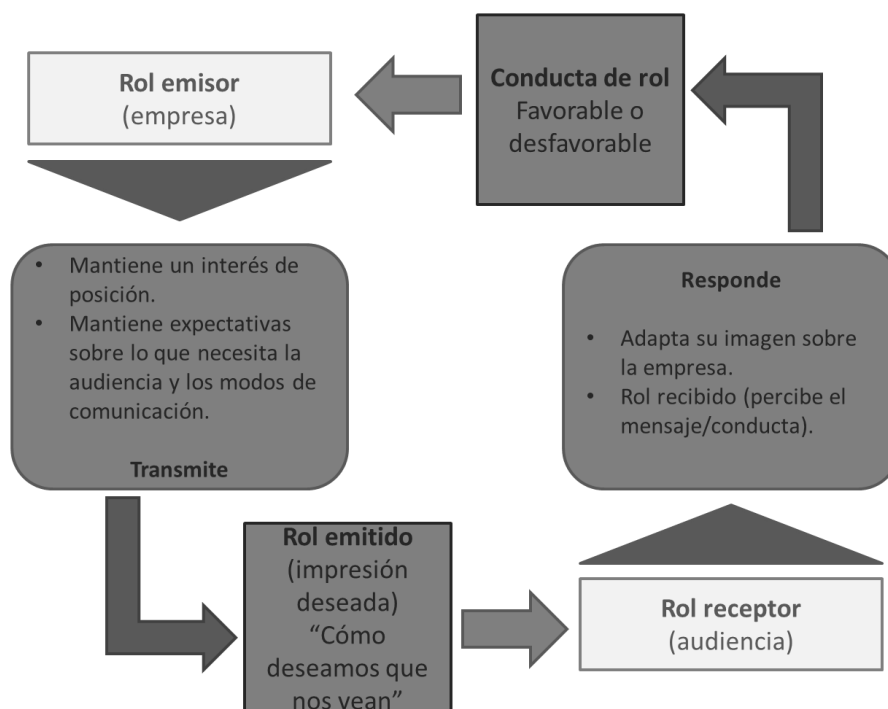 Rol emisor
(empresa)
Conducta de rol
Favorable o
desfavorable
• Mantiene un interés de
posición.
• Mantiene expectativas
sobre lo que necesita la
audiencia y los modos de
comunicación.
Transmite
Responde
• Adapta su imagen sobre
la empresa.
• Rol recibido (percibe el
mensaje/conducta).
Rol emitido
(impresión
deseada)
“Cómo
deseamos que
nos vean”
Rol receptor
(audiencia)